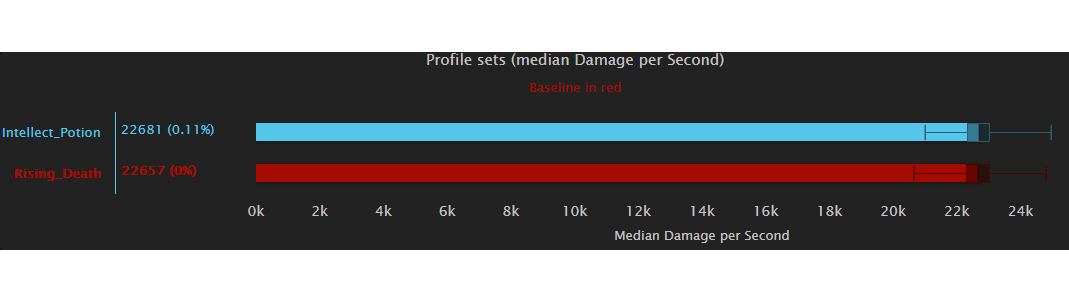 Profile sets (median Damage per Second)
Baseline in red
Intellect_Potion 22681 (0.11%)
Rising_Death 22657 (0%)
0k 2k 4k 6k 8k 10k 12k 14k 16k 18k 20k 22k 24k
Median Damage per Second